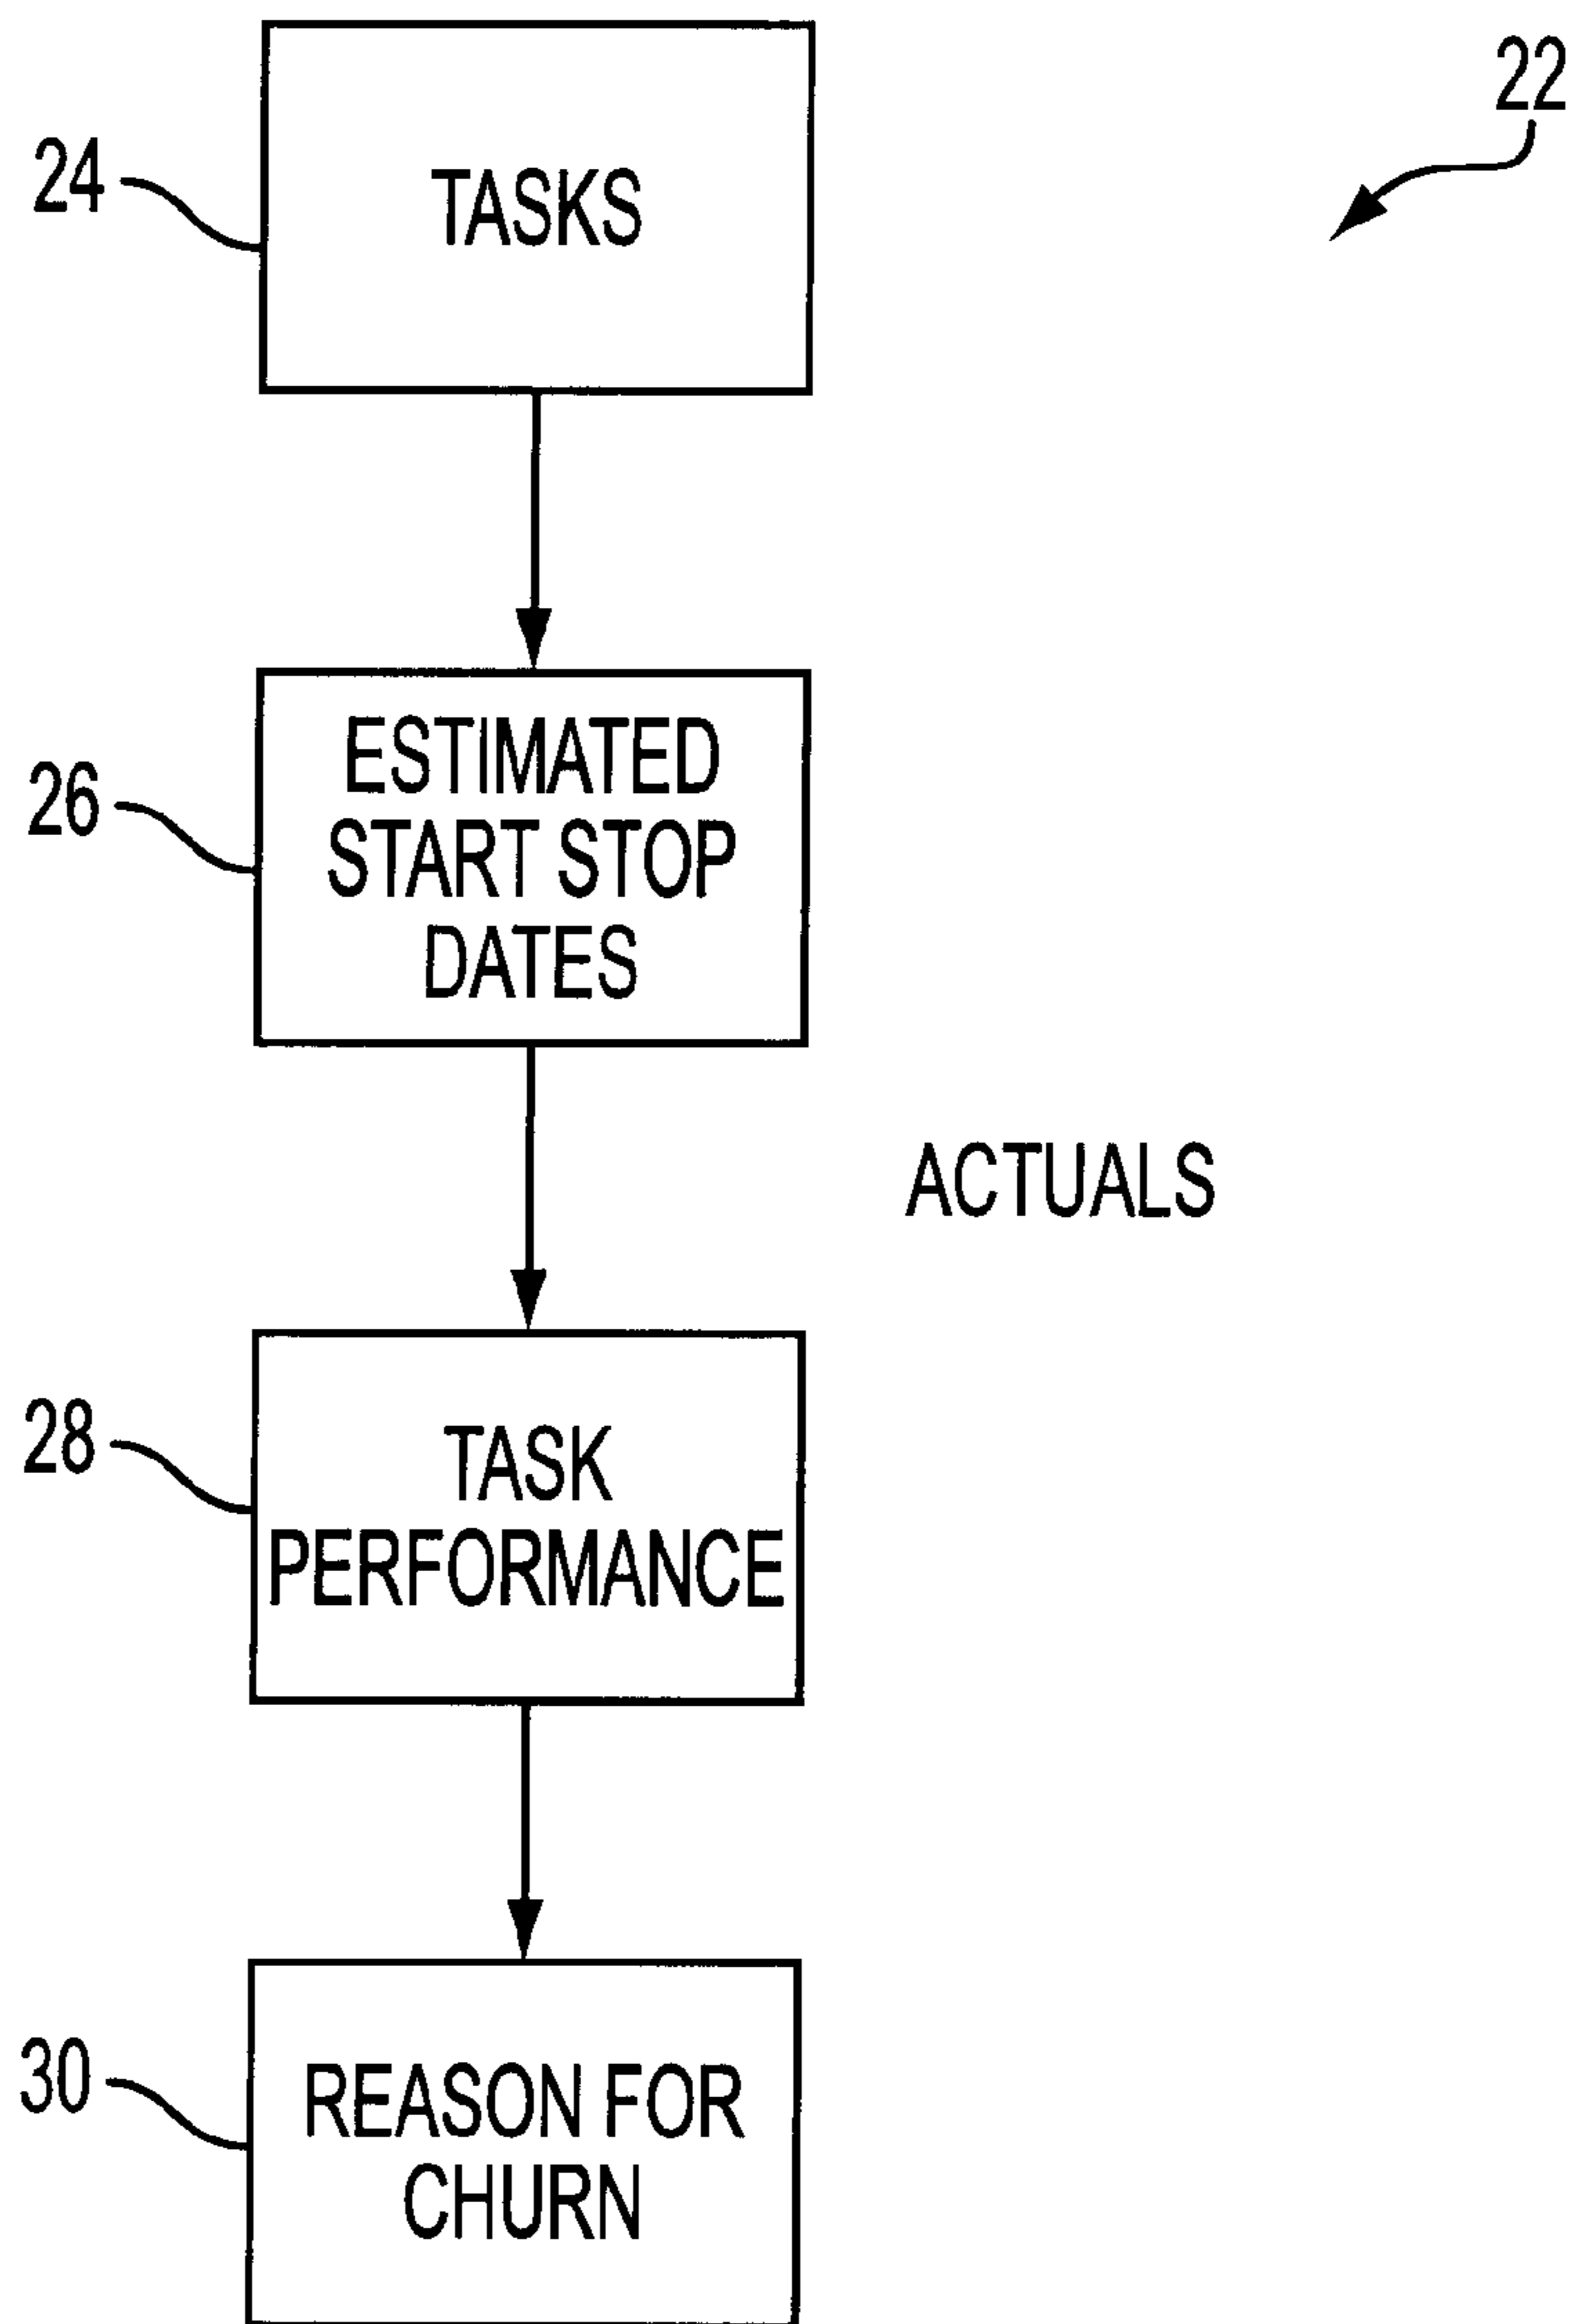 22
24
TASKS
26
ESTIMATED
START STOP
DATES
ACTUALS
28
TASK
PERFORMANCE
30
REASON FOR
CHURN